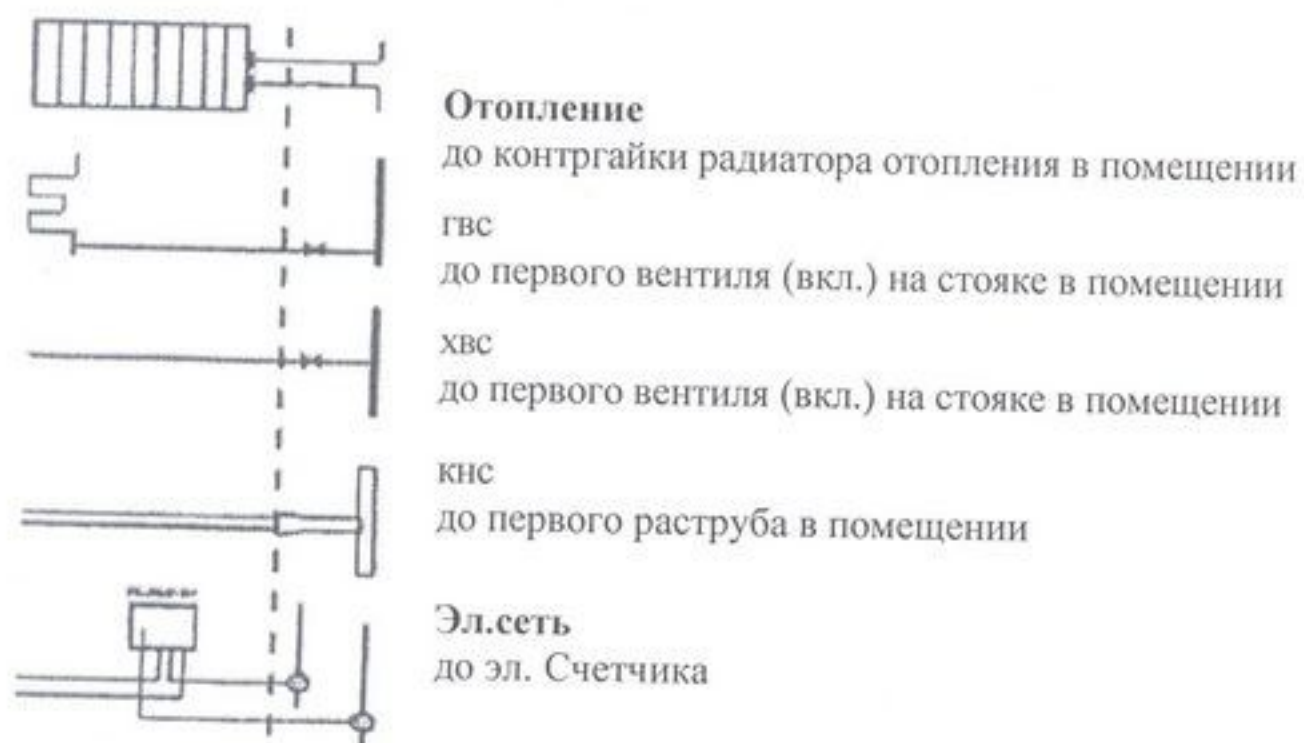 Отопление
до контргайки радиатора отопления в помещении
гвс
до первого вентиля (вкл.) на стояке в помещении
хвс
до первого вентиля (вкл.) на стояке в помещении
кнс
до первого раструба в помещении
Эл.сеть
до эл. Счетчика